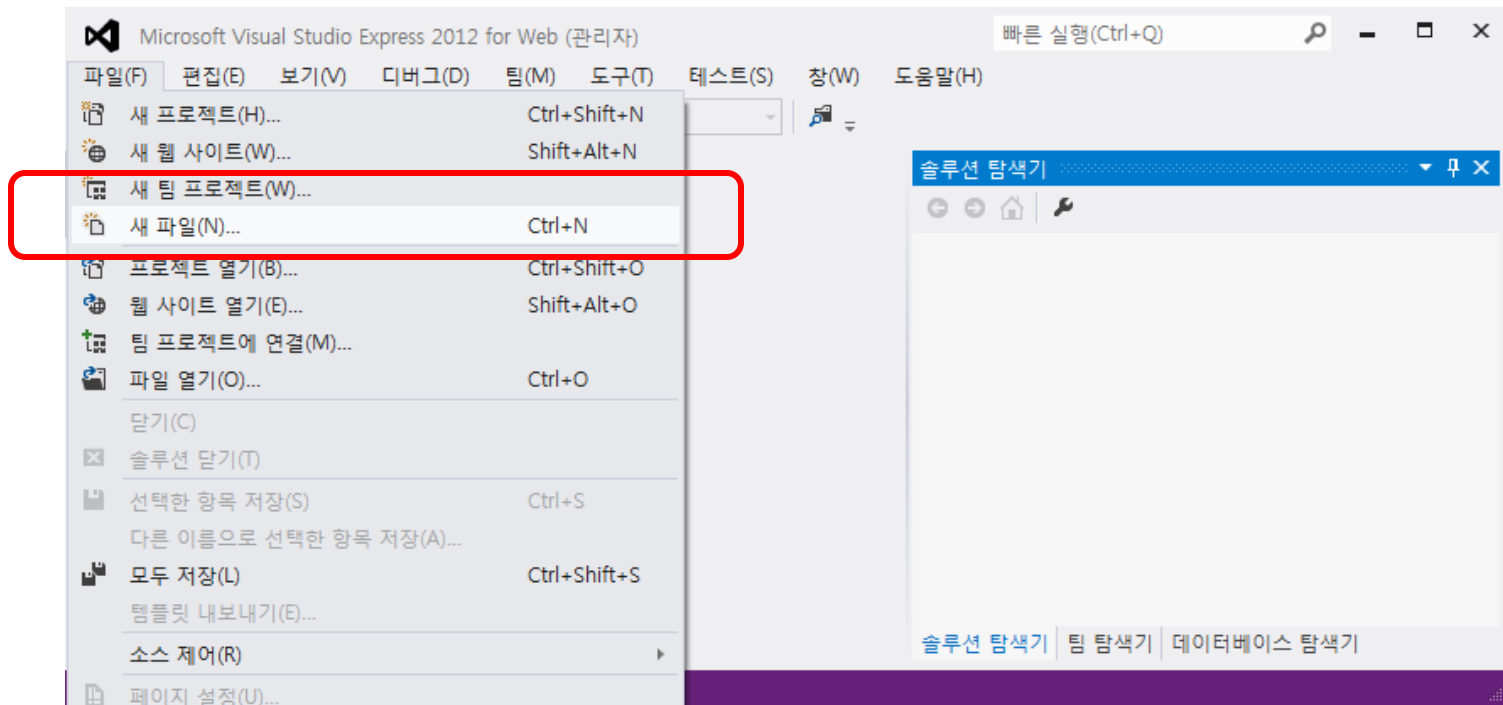 Microsoft Visual Studio Express 2012 for Web (관리자)
빠른 실행(Ctrl+Q)
파일(F) 편집(E) 보기(V) 디버그(D) 팀(M) 도구(T) 테스트(S) 창(W) 도움말(H)
새 프로젝트(H)... Ctrl+Shift+N
새 웹 사이트(W)... Shift+Alt+N
새 팀 프로젝트(W)...
새 파일(N)... Ctrl+N
프로젝트 열기(B)... Ctrl+Shift+O
웹 사이트 열기(E)... Shift+Alt+O
팀 프로젝트에 연결(M)...
파일 열기(O)... Ctrl+O
닫기(C)
솔루션 닫기(T)
선택한 항목 저장(S) Ctrl+S
다른 이름으로 선택한 항목 저장(A)...
모두 저장(L) Ctrl+Shift+S
템플릿 내보내기(E)...
소스 제어(R)
페이지 설정(U)...
솔루션 탐색기
솔루션 탐색기 팀 탐색기 데이터베이스 탐색기